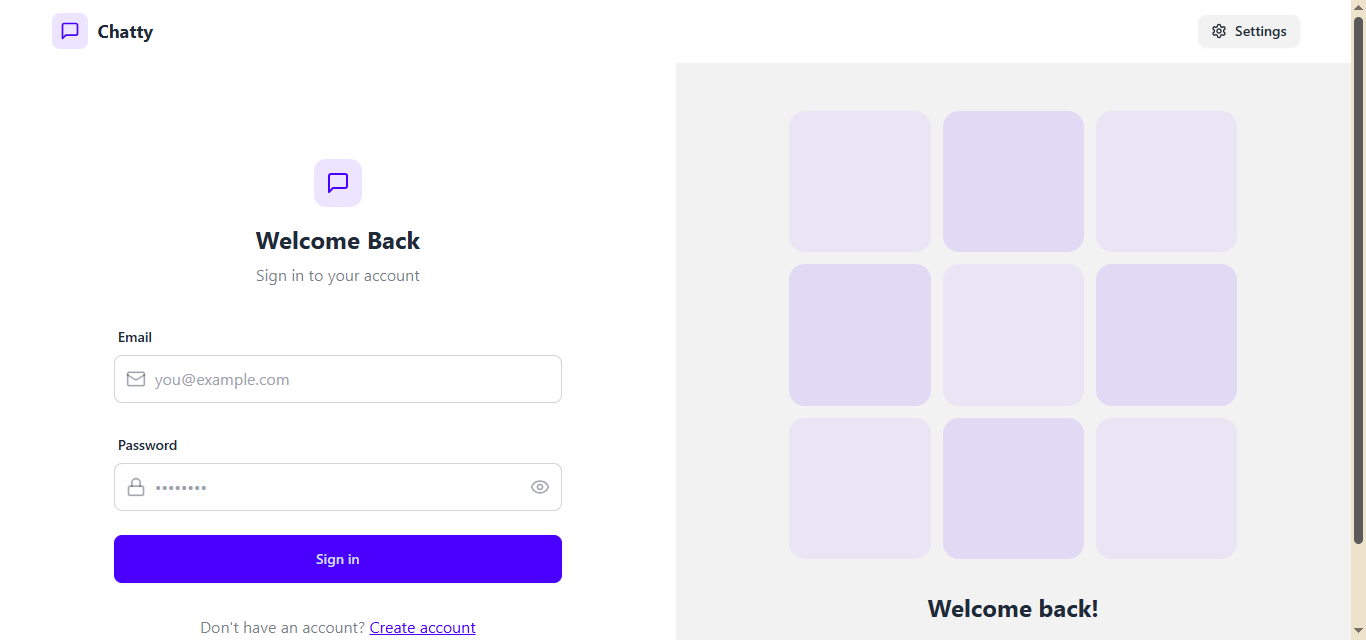 Chatty
Settings
Welcome Back
Sign in to your account
Email
you@example.com
Password
••••••••
Sign in
Don't have an account? Create account
Welcome back!